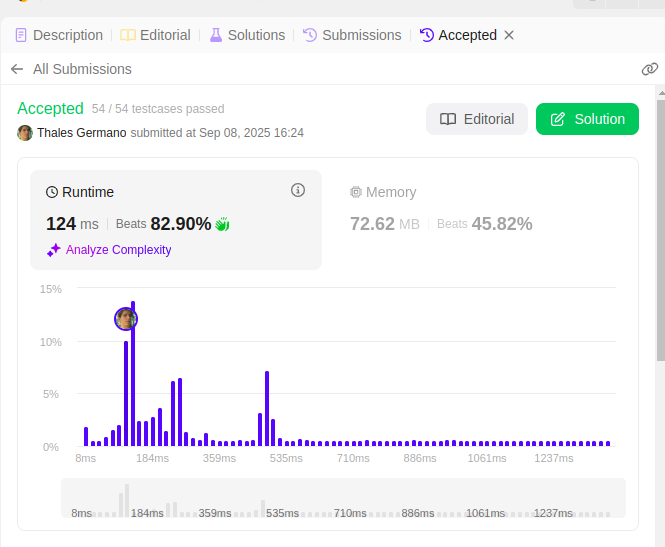 Description Editorial Solutions Submissions Accepted
All Submissions
Accepted 54 / 54 testcases passed
Thales Germano submitted at Sep 08, 2025 16:24
Editorial
Solution
Runtime
124 ms Beats 82.90%
Analyze Complexity
Memory
72.62 MB Beats 45.82%
15%
10%
5%
0%
8ms 184ms 359ms 535ms 710ms 886ms 1061ms 1237ms
8ms 184ms 359ms 535ms 710ms 886ms 1061ms 1237ms